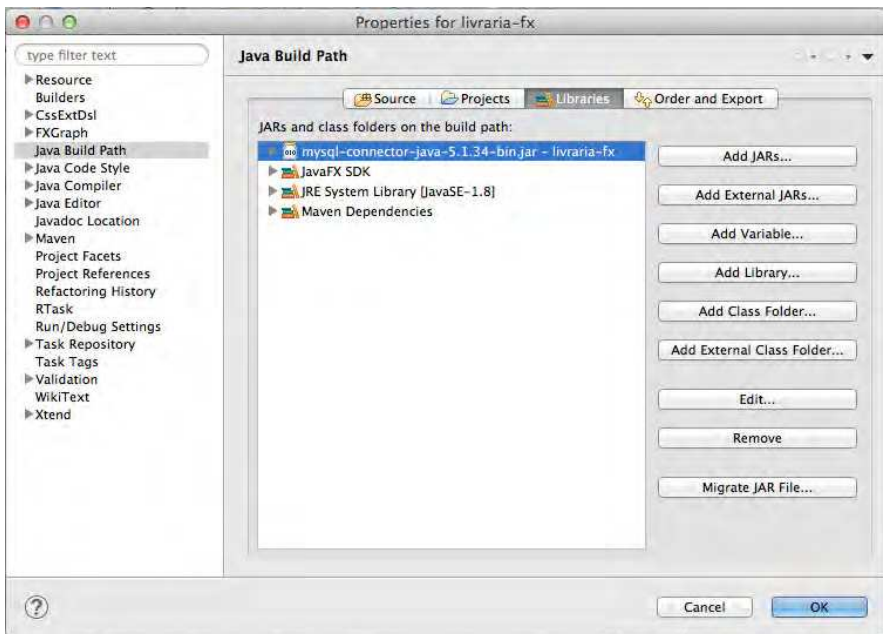 Properties for livraria-fx
type filter text
Resource
Builders
CssExtDsl
FXGraph
Java Build Path
Java Code Style
Java Compiler
Java Editor
Javadoc Location
Maven
Project Facets
Project References
Refactoring History
RTask
Run/Debug Settings
Task Repository
Task Tags
Validation
WikiText
Xtend
Java Build Path
Source
Projects
Libraries
Order and Export
JARs and class folders on the build path:
mysql-connector-java-5.1.34-bin.jar - livraria-fx
JavaFX SDK
JRE System Library [JavaSE-1.8]
Maven Dependencies
Add JARs...
Add External JARs...
Add Variable...
Add Library...
Add Class Folder...
Add External Class Folder...
Edit...
Remove
Migrate JAR File...
?
Cancel
OK